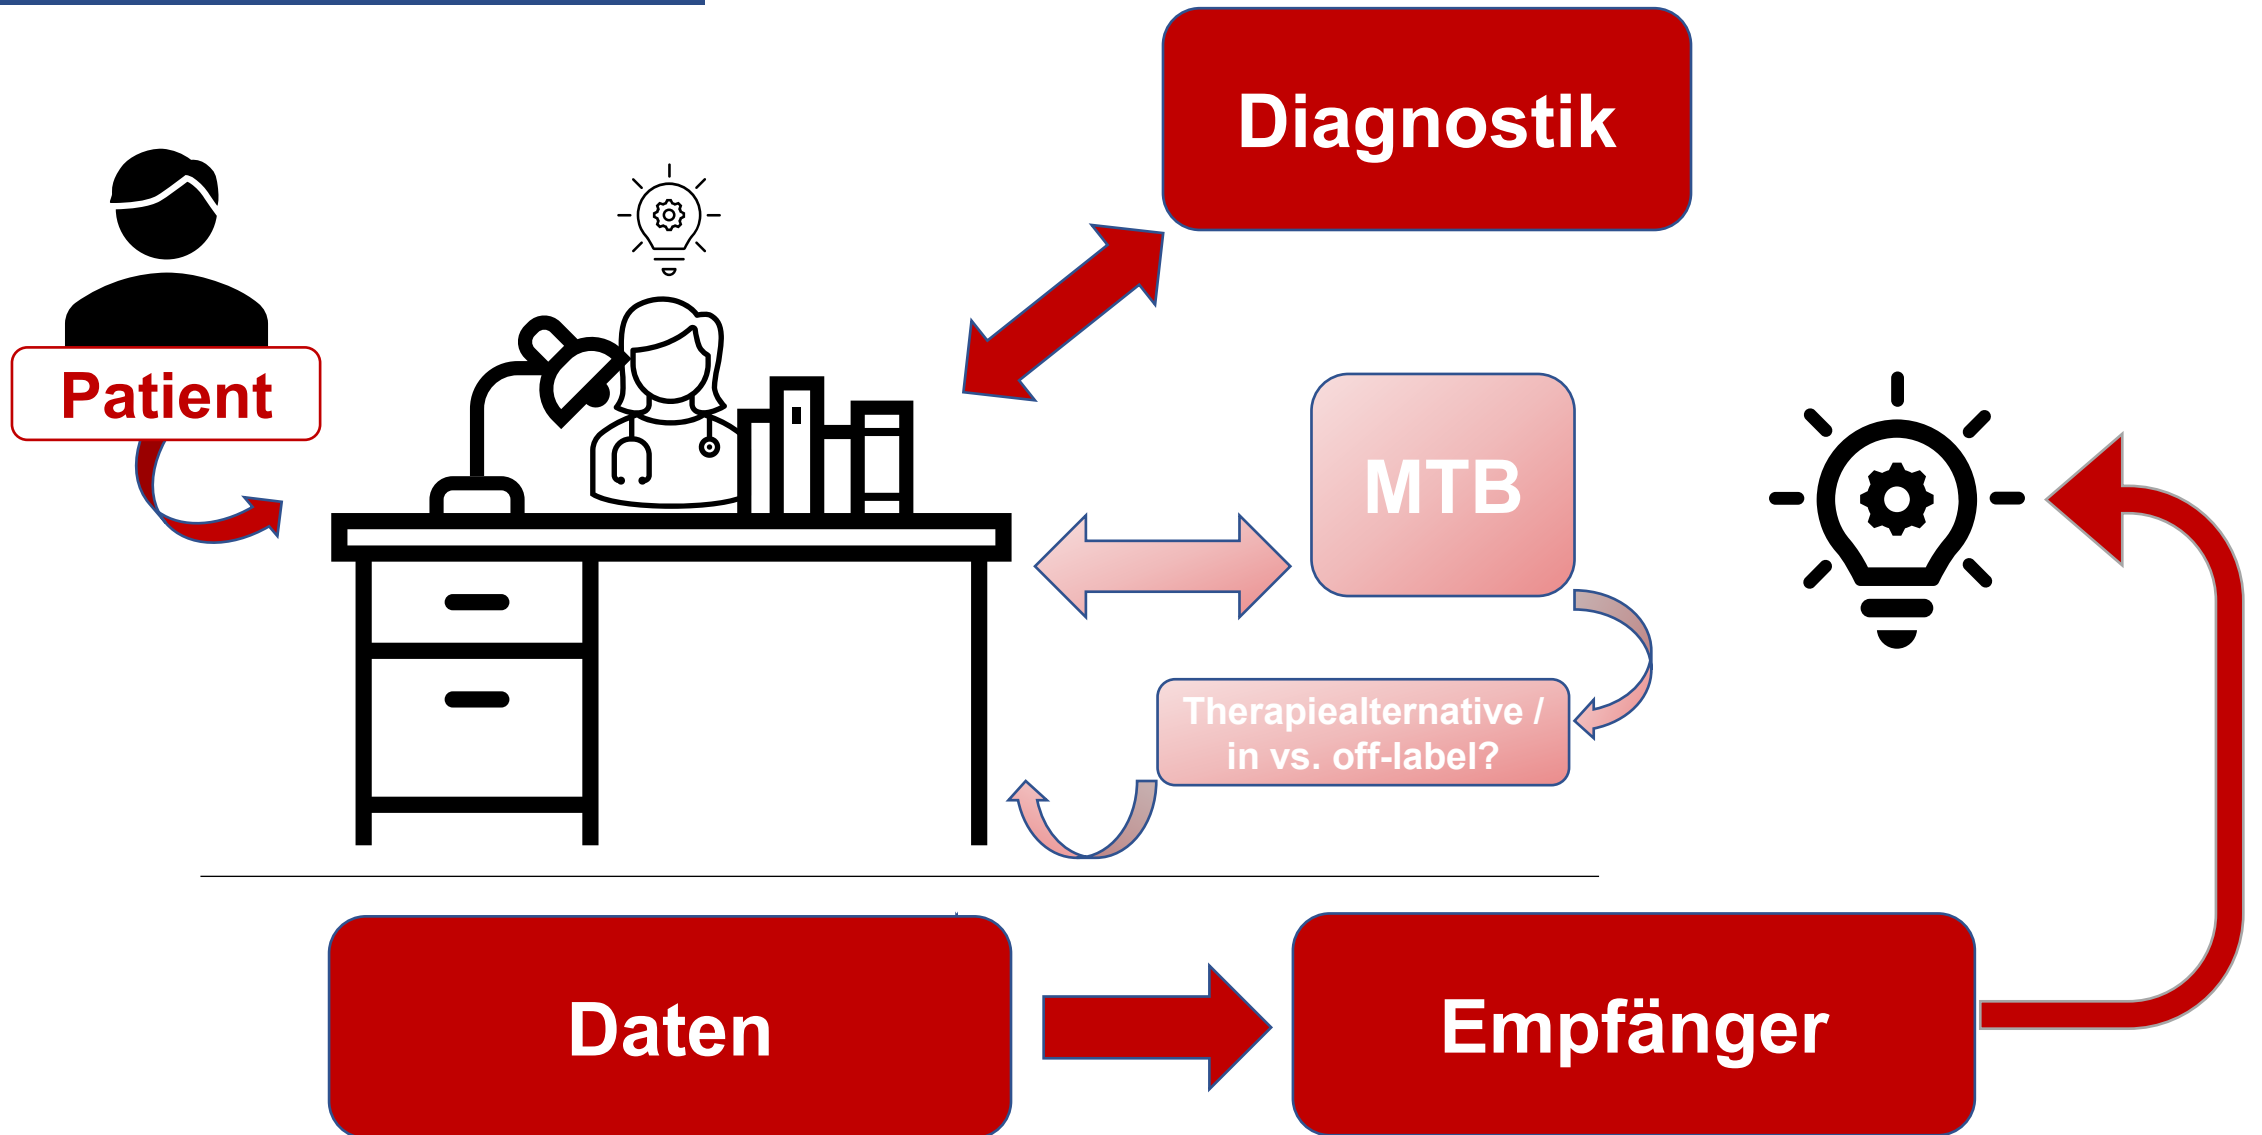 Diagnostik
Patient
MTB
Therapiealternative /
in vs. off-label?
Daten
Empfänger